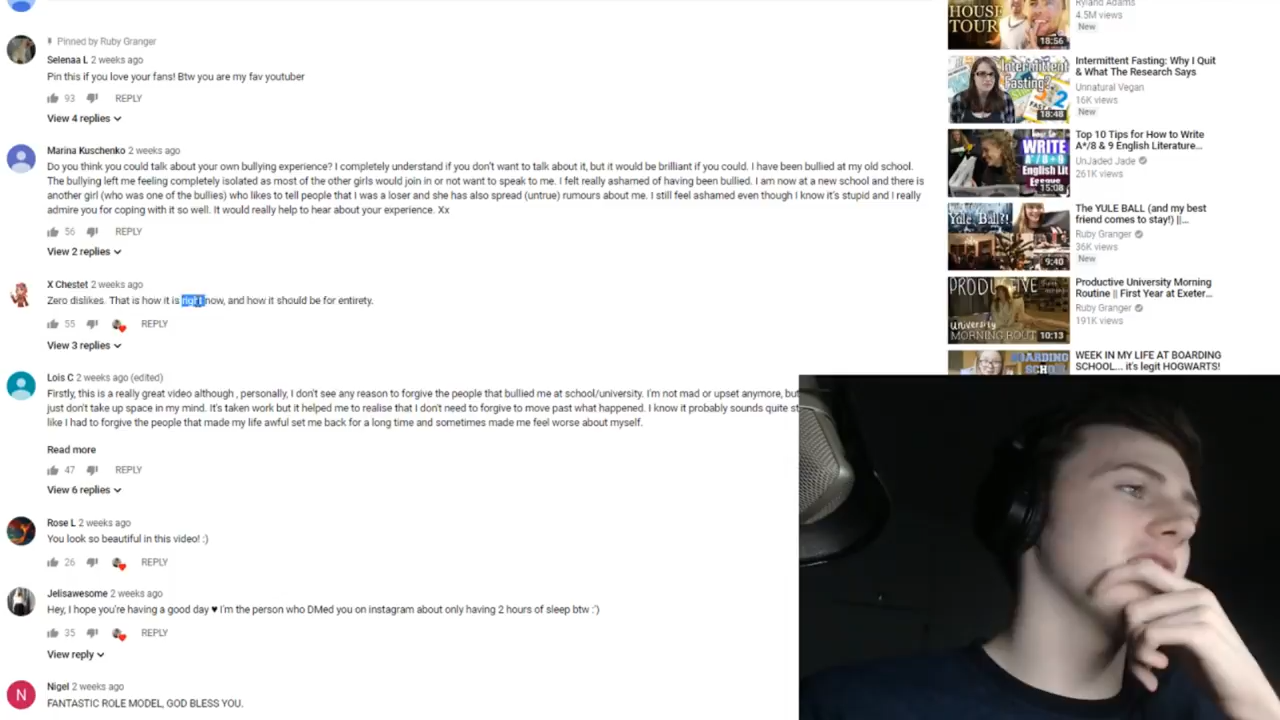 Pinned by Ruby Granger
Selenaa L 2 weeks ago
Pin this if you love your fans! Btw you are my fav youtuber
93 REPLY
View 4 replies
Marina Kuschenko 2 weeks ago
Do you think you could talk about your own bullying experience? I completely understand if you don't want to talk about it, but it would be brilliant if you could. I have been bullied at my old school.
The bullying left me feeling completely isolated as most of the other girls would join in or not want to speak to me. I felt really ashamed of having been bullied. I am now at a new school and there is
another girl (who was one of the bullies) who likes to tell people that I was a loser and she has also spread (untrue) rumours about me. I still feel ashamed even though I know it's stupid and I really
admire you for coping with it so well. It would really help to hear about your experience. Xx
56 REPLY
View 2 replies
X Chestet 2 weeks ago
Zero dislikes. That is how it is right now, and how it should be for entirety.
55 REPLY
View 3 replies
Lois C 2 weeks ago (edited)
Firstly, this is a really great video although , personally, I don't see any reason to forgive the people that bullied me at school/university. I'm not mad or upset anymore, but
just don't take up space in my mind. It's taken work but it helped me to realise that I don't need to forgive to move past what happened. I know it probably sounds quite
like I had to forgive the people that made my life awful set me back for a long time and sometimes made me feel worse about myself.
Read more
47 REPLY
View 6 replies
Rose L 2 weeks ago
You look so beautiful in this video! :)
26 REPLY
Jelisawesome 2 weeks ago
Hey, I hope you're having a good day ♥ I'm the person who DMed you on instagram about only having 2 hours of sleep btw :')
35 REPLY
View reply
N
Nigel 2 weeks ago
FANTASTIC ROLE MODEL, GOD BLESS YOU.
HOUSE
TOUR
18:56
Ryland Adams
4.5M views
New
Intermittent
Fasting?
18:48
Intermittent Fasting: Why I Quit
& What The Research Says
Unnatural Vegan
16K views
New
WRITE
A*/8+9
English Lit
15:08
Top 10 Tips for How to Write
A*/8 & 9 English Literature...
UnJaded Jade
261K views
Yule Ball?!
9:40
The YULE BALL (and my best
friend comes to stay!) ||...
Ruby Granger
36K views
New
University
MORNING ROUT
10:13
Productive University Morning
Routine || First Year at Exeter...
Ruby Granger
191K views
BOARDING
WEEK IN MY LIFE AT BOARDING
SCHOOL... it's legit HOGWARTS!